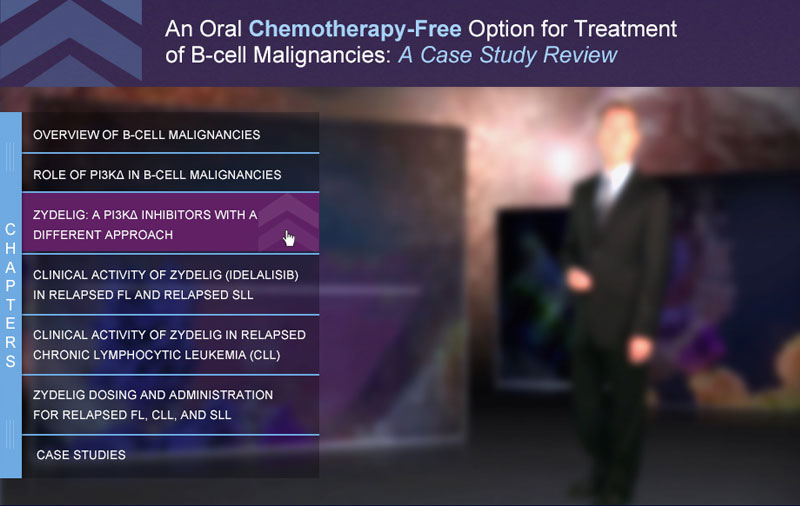 An Oral Chemotherapy-Free Option for Treatment
of B-cell Malignancies: A Case Study Review
CHAPTERS
OVERVIEW OF B-CELL MALIGNANCIES
ROLE OF PI3KΔ IN B-CELL MALIGNANCIES
ZYDELIG: A PI3KΔ INHIBITORS WITH A
DIFFERENT APPROACH
CLINICAL ACTIVITY OF ZYDELIG (IDELALISIB)
IN RELAPSED FL AND RELAPSED SLL
CLINICAL ACTIVITY OF ZYDELIG IN RELAPSED
CHRONIC LYMPHOCYTIC LEUKEMIA (CLL)
ZYDELIG DOSING AND ADMINISTRATION
FOR RELAPSED FL, CLL, AND SLL
CASE STUDIES